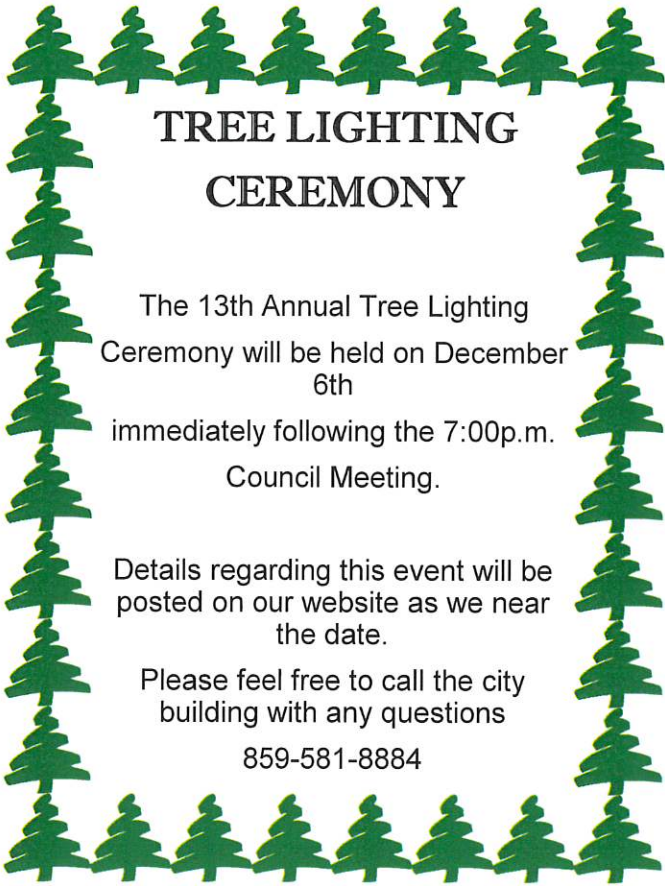 TREE LIGHTING
CEREMONY
The 13th Annual Tree Lighting
Ceremony will be held on December
6th
immediately following the 7:00p.m.
Council Meeting.
Details regarding this event will be
posted on our website as we near
the date.
Please feel free to call the city
building with any questions
859-581-8884